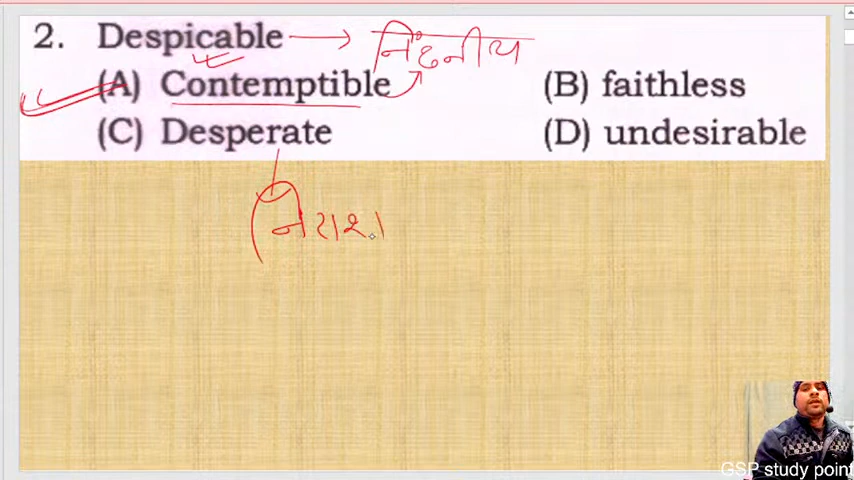 2. Despicable → निंदनीय
(A) Contemptible (B) faithless
(C) Desperate (D) undesirable
निराशा
GSP study point